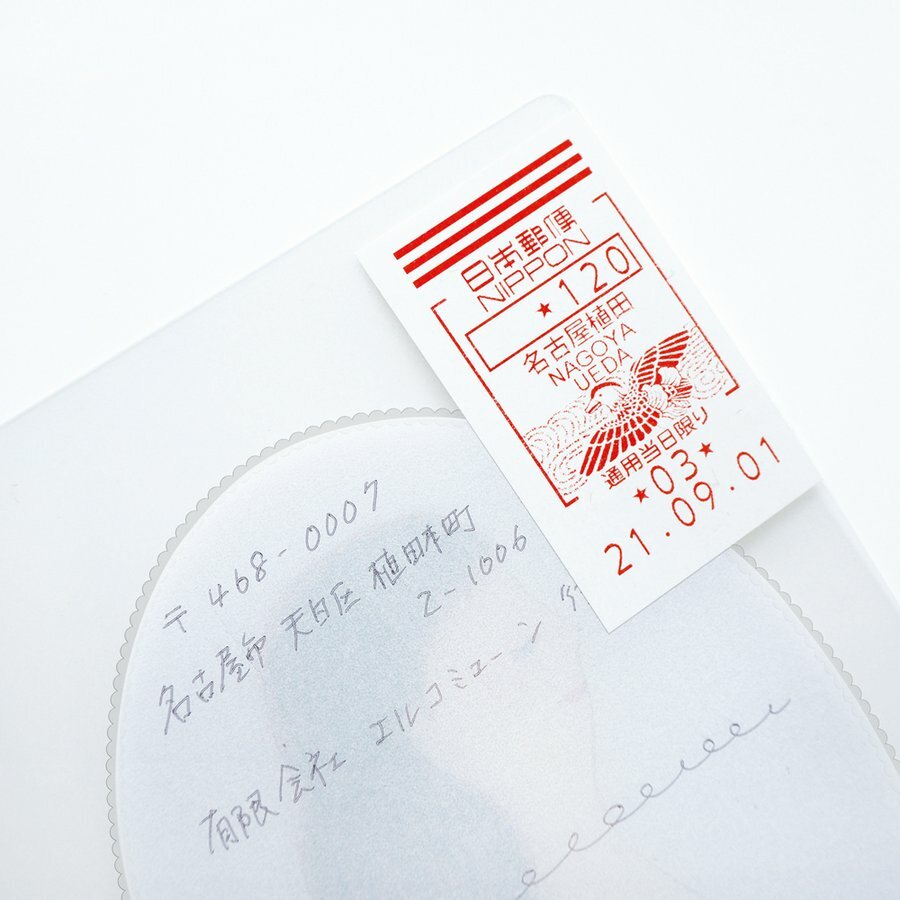 日本郵便
NIPPON
★120
名古屋植田
NAGOYA
UEDA
通用当日限り
★03★
21.09.01
〒468-0007
名古屋市 天白区 植田本町
2-1006
有限会社 エルコミューン 行